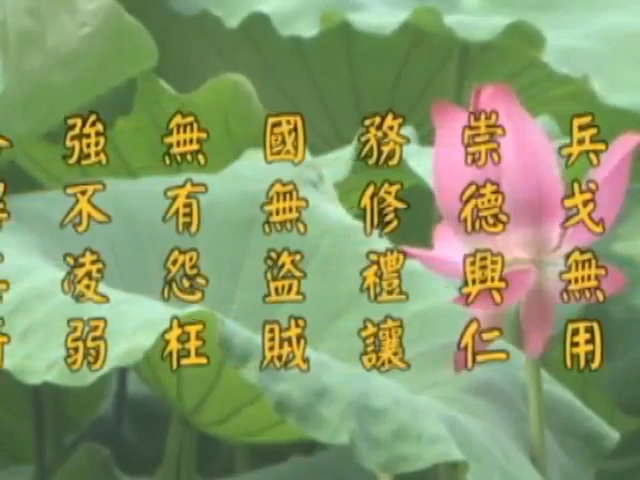 兵戈無用
崇德興仁
務修禮讓
國無盜賊
無有怨枉
強不凌弱